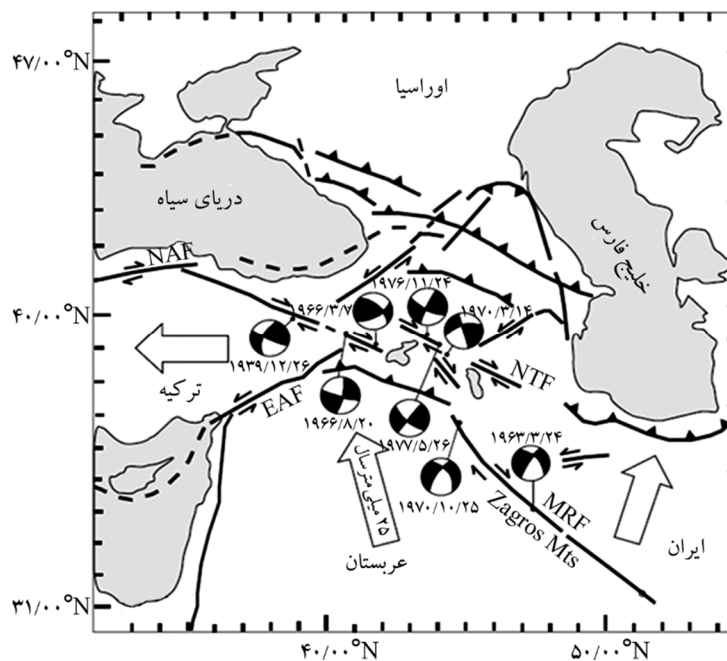 ۴۷/۰۰°N
اوراسیا
دریای سیاه
خلیج فارس
NAF
۱۹۷۶/۱۱/۲۴
۴۰/۰۰°N
۱۹۶۶/۳/۷
۱۹۷۰/۳/۱۴
۱۹۳۹/۱۲/۲۶
NTF
ترکیه
EAF
۱۹۶۶/۸/۲۰
۱۹۷۷/۵/۲۶
۱۹۶۳/۳/۲۴
۲۵ میلی مترسال
۱۹۷۰/۱۰/۲۵
MRF
Zagros Mts
عربستان
ایران
۳۱/۰۰°N
۴۰/۰۰°N
۵۰/۰۰°N